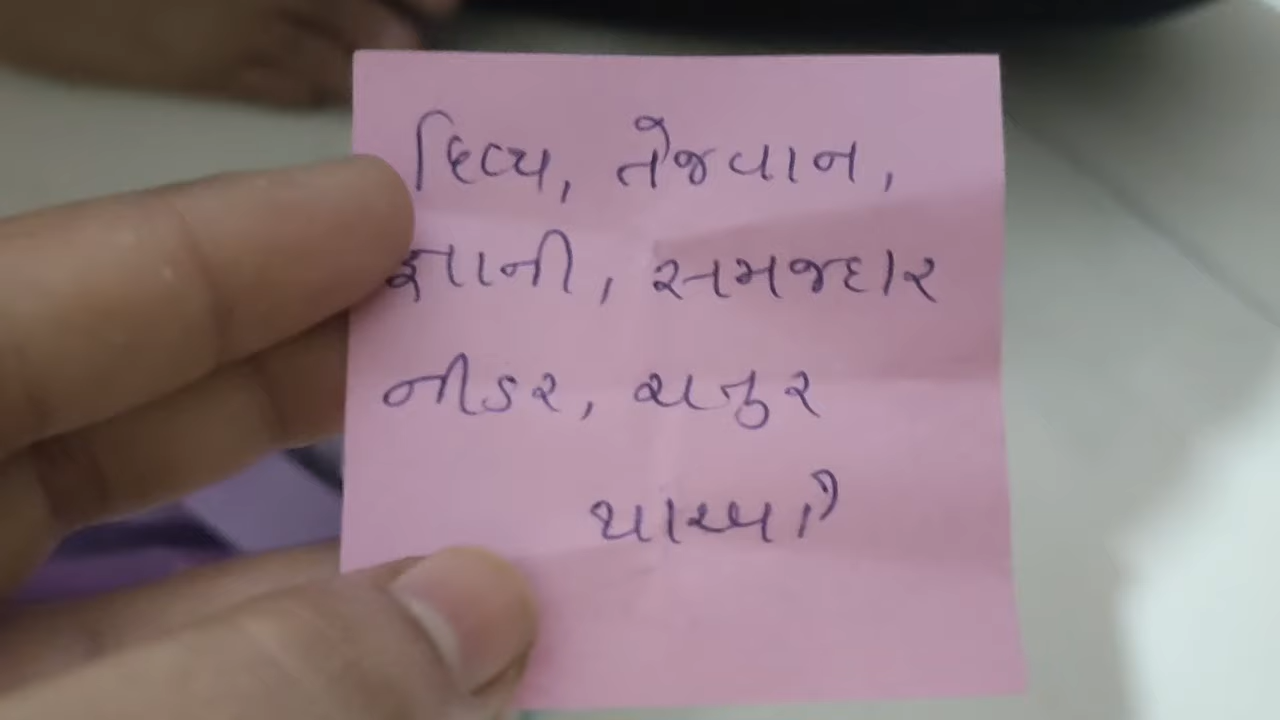 દિવ્ય, તેજવાન,
જ્ઞાની, સમજદાર
નીડર, ચતુર